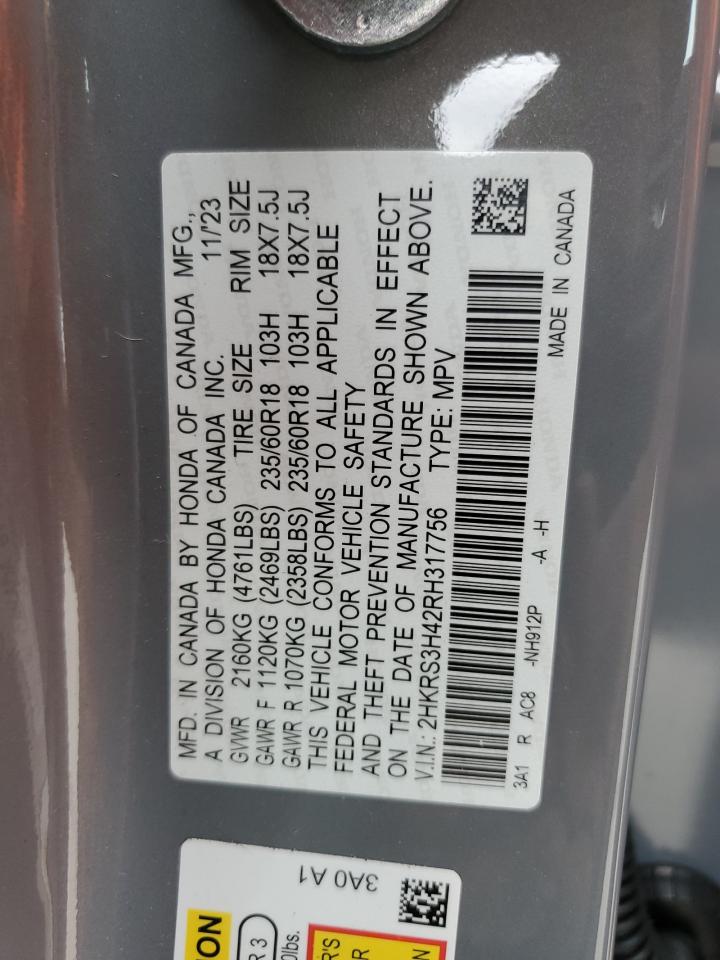 MFD. IN CANADA BY HONDA OF CANADA MFG.,
A DIVISION OF HONDA CANADA INC. 11/'23
GVWR 2160KG (4761LBS) TIRE SIZE RIM SIZE
GAWR F 1120KG (2469LBS) 235/60R18 103H 18X7.5J
GAWR R 1070KG (2358LBS) 235/60R18 103H 18X7.5J
THIS VEHICLE CONFORMS TO ALL APPLICABLE
FEDERAL MOTOR VEHICLE SAFETY
AND THEFT PREVENTION STANDARDS IN EFFECT
ON THE DATE OF MANUFACTURE SHOWN ABOVE.
V.I.N.: 2HKRS3H42RH317756 TYPE: MPV
3A1 R AC8 -NH912P -A -H
MADE IN CANADA
3A0 A1
ON
R 3
0lbs.
R'S
R
N